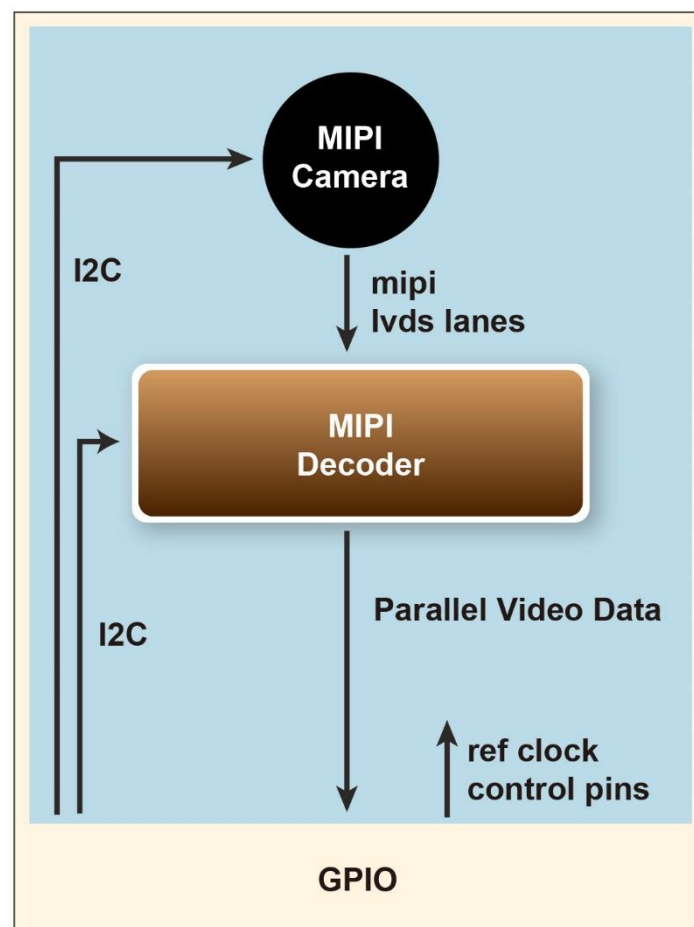 MIPI
Camera
I2C
mipi
lvds lanes
MIPI
Decoder
I2C
Parallel Video Data
ref clock
control pins
GPIO